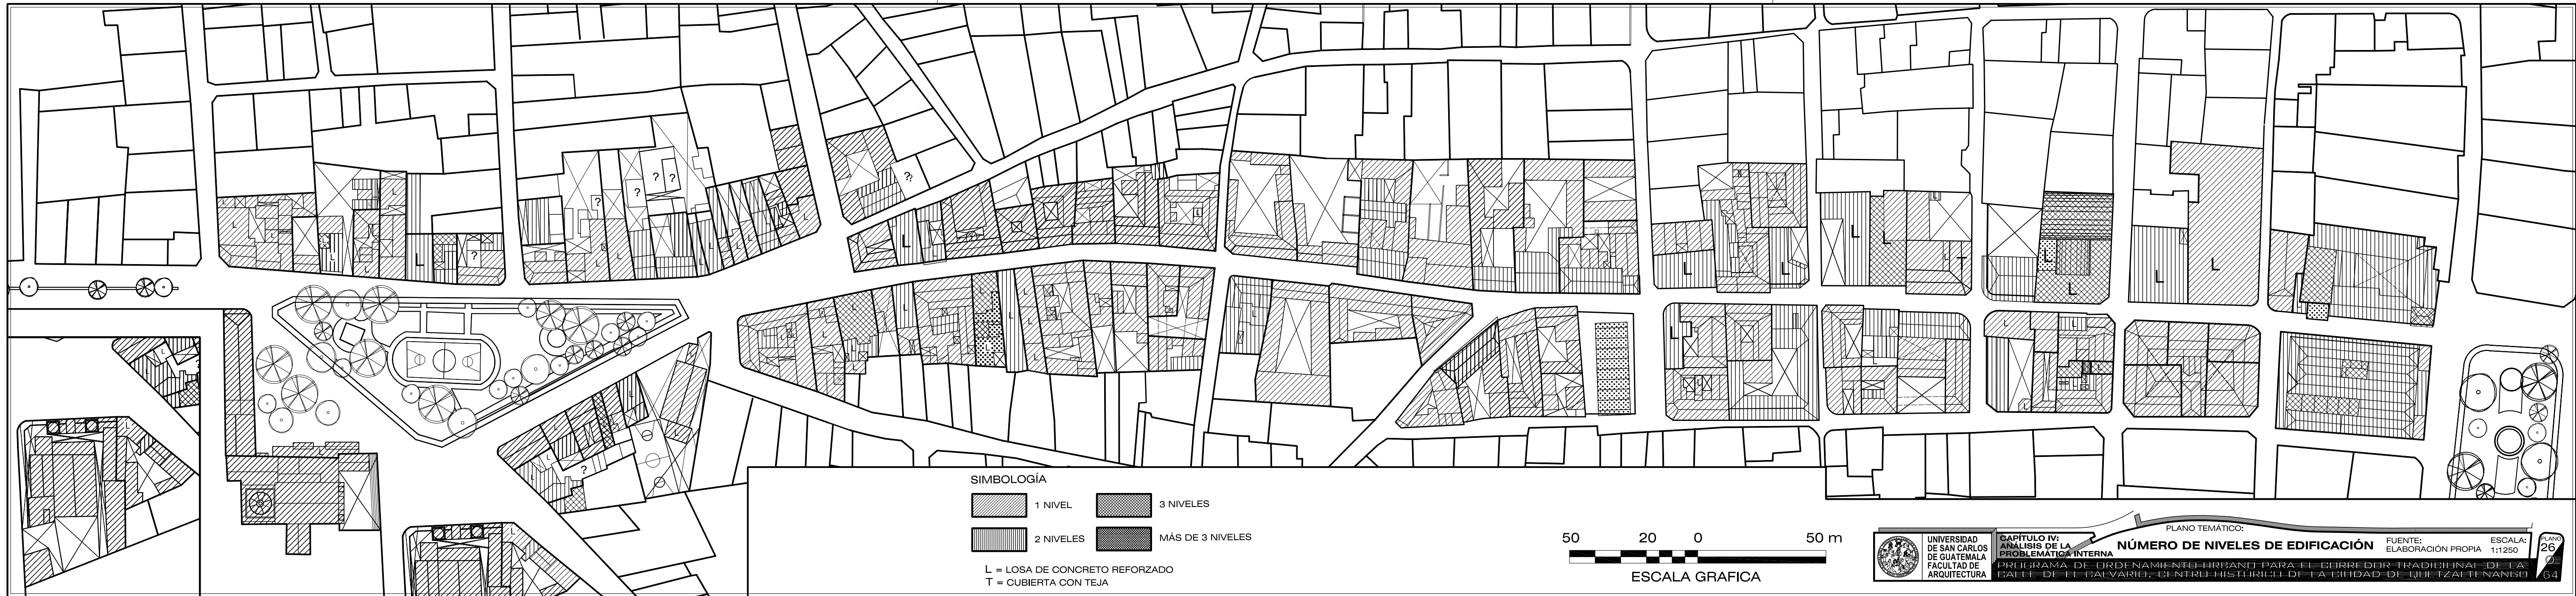 SIMBOLOGÍA
1 NIVEL
3 NIVELES
2 NIVELES
MÁS DE 3 NIVELES
L = LOSA DE CONCRETO REFORZADO
T = CUBIERTA CON TEJA
50 20 0 50 m
ESCALA GRAFICA
UNIVERSIDAD
DE SAN CARLOS
DE GUATEMALA
FACULTAD DE
ARQUITECTURA
CAPÍTULO IV:
ANÁLISIS DE LA
PROBLEMÁTICA INTERNA
PLANO TEMÁTICO:
NÚMERO DE NIVELES DE EDIFICACIÓN
FUENTE:
ELABORACIÓN PROPIA
ESCALA:
1:1250
PLANO
26
DE
64
PROGRAMA DE ORDENAMIENTO URBANO PARA EL CORREDOR TRADICIONAL DE LA
CALLE DE EL CALVARIO, CENTRO HISTÓRICO DE LA CIUDAD DE QUETZALTENANGO